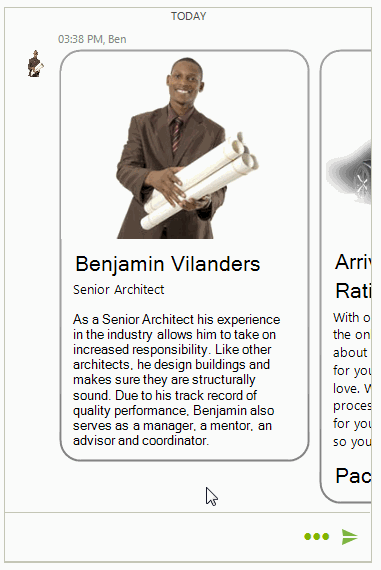 TODAY
03:38 PM, Ben
Benjamin Vilanders
Senior Architect
As a Senior Architect his experience
in the industry allows him to take on
increased responsibility. Like other
architects, he design buildings and
makes sure they are structurally
sound. Due to his track record of
quality performance, Benjamin also
serves as a manager, a mentor, an
advisor and coordinator.
Arriv
Rati
With o
the on
about
for you
love. W
proces
for you
so you
Pac